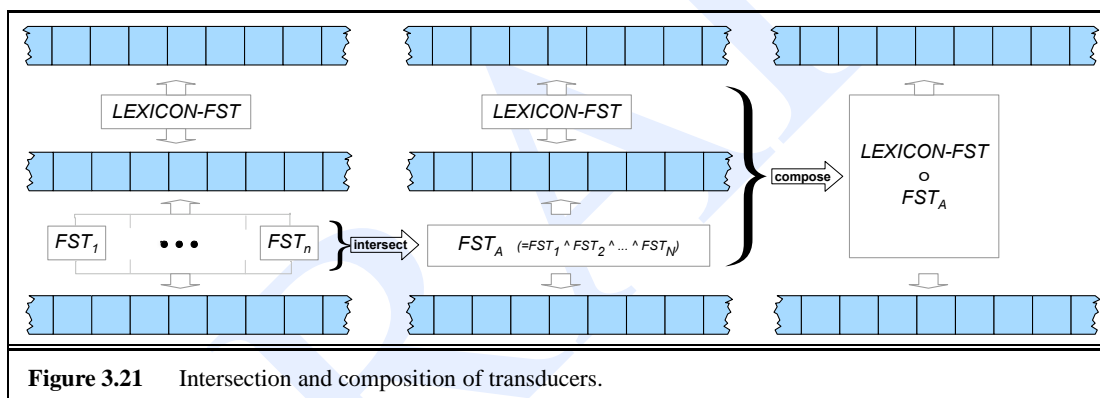 LEXICON-FST
LEXICON-FST
LEXICON-FST
o
FST_A
compose
FST_1
• • •
FST_n
intersect
FST_A (=FST_1 ^ FST_2 ^ ... ^ FST_N)
Figure 3.21 Intersection and composition of transducers.